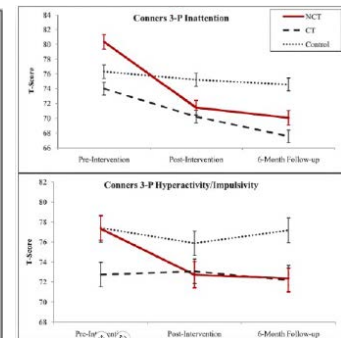 Conners 3-P Inattention
NCT
CT
Control
84
82
80
78
76
74
72
70
68
66
T-Score
Pre-Intervention
Post-Intervention
6-Month Follow-up
Conners 3-P Hyperactivity/Impulsivity
82
80
78
76
74
72
70
68
T-Score
Post-Intervention
6-Month Follow-up